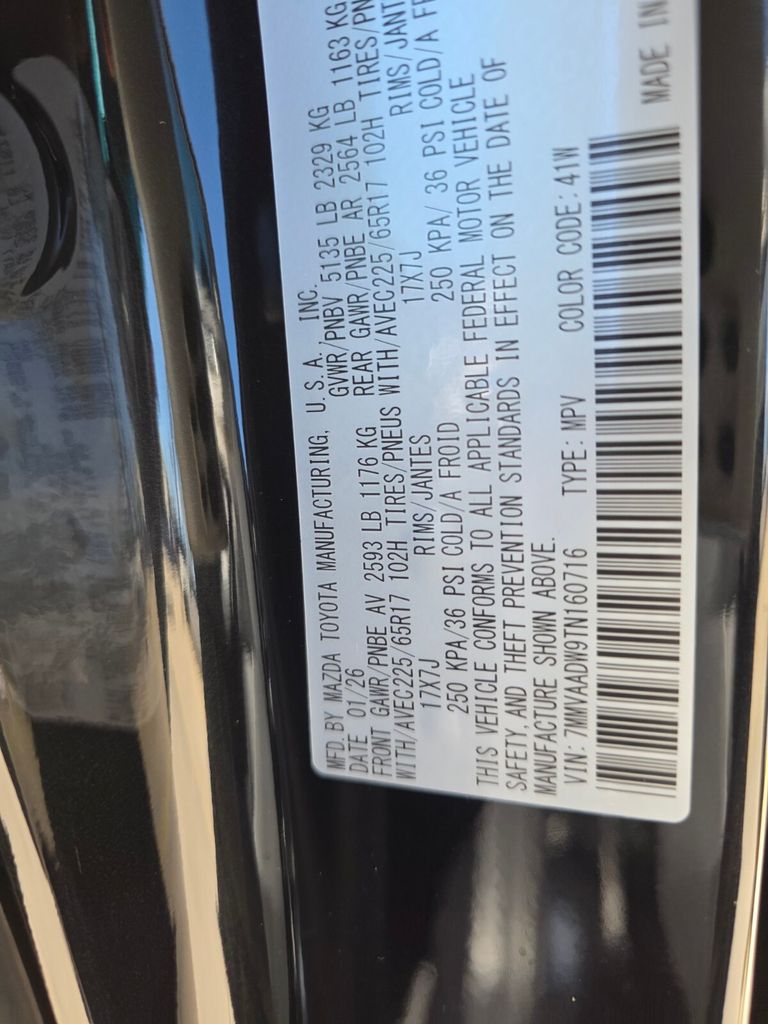 MFD.BY MAZDA TOYOTA MANUFACTURING, U.S.A. INC.
DATE 01/26 GVWR/PNBV 5135 LB 2329 KG
FRONT GAWR/PNBE AV 2593 LB 1176 KG REAR GAWR/PNBE AR 2564 LB 1163 KG
WITH/AVEC225/65R17 102H TIRES/PNEUS WITH/AVEC225/65R17 102H TIRES/PN
17X7J RIMS/JANTES 17X7J RIMS/JANT
250 KPA/36 PSI COLD/A FROID 250 KPA/ 36 PSI COLD/A FR
THIS VEHICLE CONFORMS TO ALL APPLICABLE FEDERAL MOTOR VEHICLE
SAFETY,AND THEFT PREVENTION STANDARDS IN EFFECT ON THE DATE OF
MANUFACTURE SHOWN ABOVE.
VIN:7MMVAADW9TN160716 TYPE:MPV COLOR CODE:41W
MADE IN